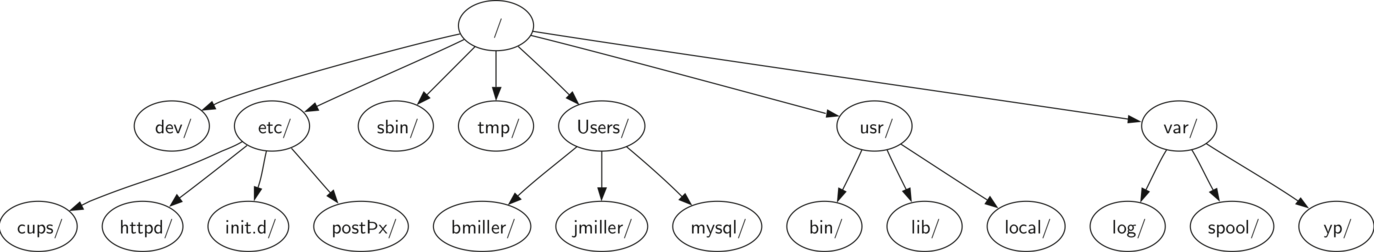 /
dev/ etc/ sbin/ tmp/ Users/ usr/ var/
cups/ httpd/ init.d/ postÞx/ bmiller/ jmiller/ mysql/ bin/ lib/ local/ log/ spool/ yp/